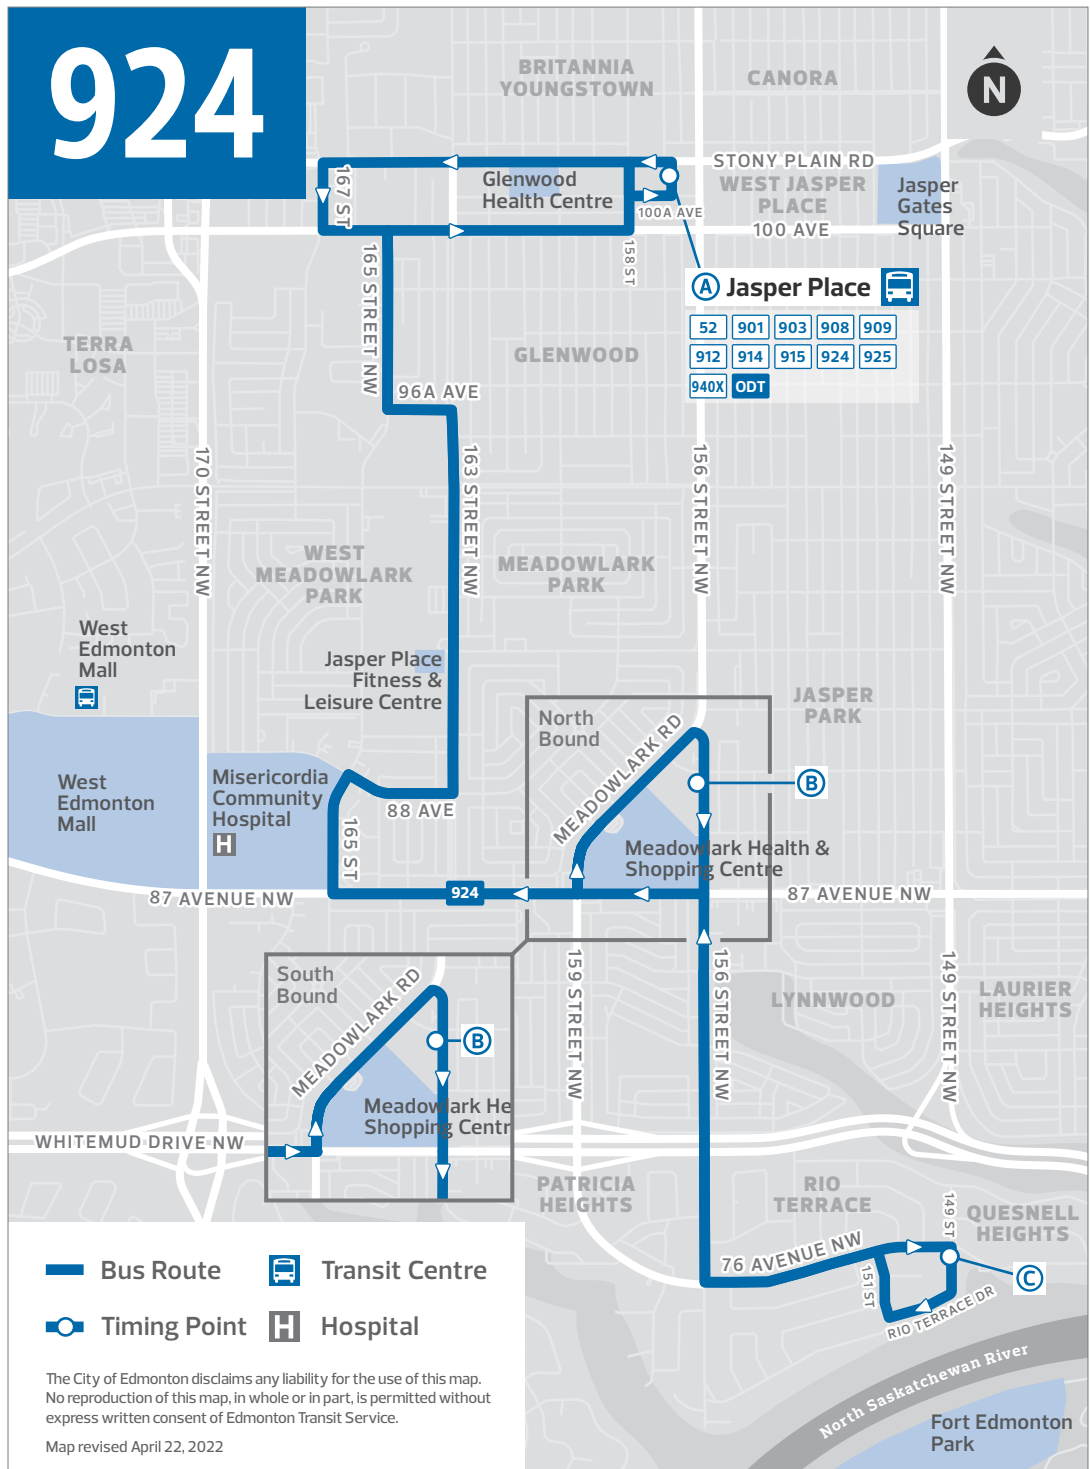 924
N
BRITANNIA
YOUNGSTOWN
CANORA
STONY PLAIN RD
WEST JASPER
PLACE
Jasper
Gates
Square
Glenwood
Health Centre
167 ST
100A AVE
100 AVE
158 ST
165 STREET NW
A Jasper Place
52 901 903 908 909
912 914 915 924 925
940X ODT
TERRA
LOSA
GLENWOOD
96A AVE
170 STREET NW
163 STREET NW
156 STREET NW
149 STREET NW
WEST
MEADOWLARK
PARK
MEADOWLARK
PARK
West
Edmonton
Mall
Jasper Place
Fitness &
Leisure Centre
JASPER
PARK
North
Bound
MEADOWLARK RD
B
West
Edmonton
Mall
Misericordia
Community
Hospital
H
88 AVE
165 ST
Meadowlark Health &
Shopping Centre
87 AVENUE NW
924
87 AVENUE NW
South
Bound
MEADOWLARK RD
B
Meadowlark He
Shopping Centr
159 STREET NW
156 STREET NW
149 STREET NW
LYNNWOOD
LAURIER
HEIGHTS
WHITEMUD DRIVE NW
PATRICIA
HEIGHTS
RIO
TERRACE
149 ST
QUESNELL
HEIGHTS
76 AVENUE NW
151 ST
C
RIO TERRACE DR
North Saskatchewan River
Fort Edmonton
Park
Bus Route
Transit Centre
Timing Point
H Hospital
The City of Edmonton disclaims any liability for the use of this map.
No reproduction of this map, in whole or in part, is permitted without
express written consent of Edmonton Transit Service.
Map revised April 22, 2022